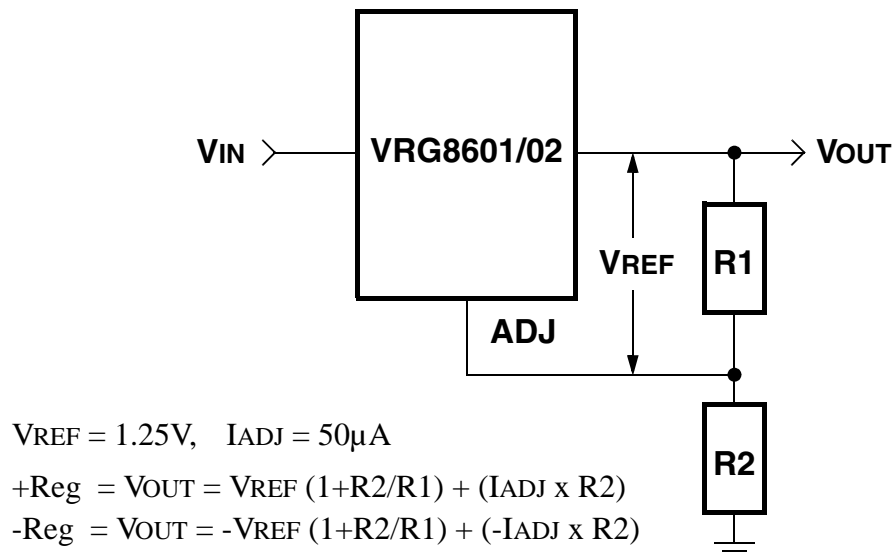 VIN
VRG8601/02
VOUT
VREF
R1
ADJ
R2
VREF = 1.25V, IADJ = 50µA
+Reg = VOUT = VREF (1+R2/R1) + (IADJ x R2)
-Reg = VOUT = -VREF (1+R2/R1) + (-IADJ x R2)